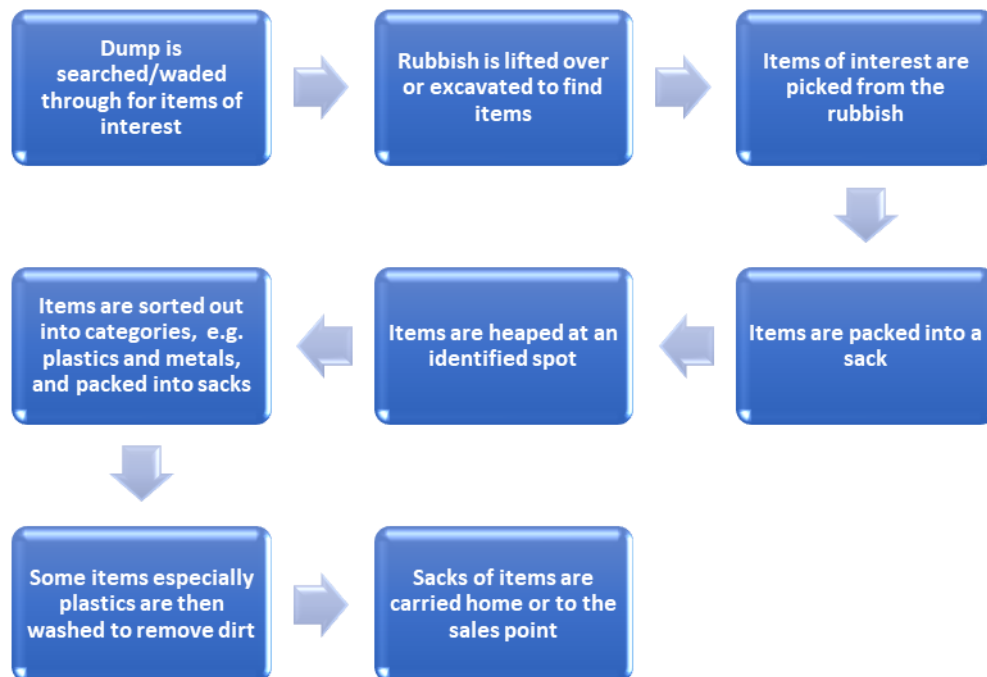 Dump is
searched/waded
through for items of
interest
Rubbish is lifted over
or excavated to find
items
Items of interest are
picked from the
rubbish
Items are packed into a
sack
Items are heaped at an
identified spot
Items are sorted out
into categories,  e.g.
plastics and metals,
and packed into sacks
Some items especially
plastics are then
washed to remove dirt
Sacks of items are
carried home or to the
sales point